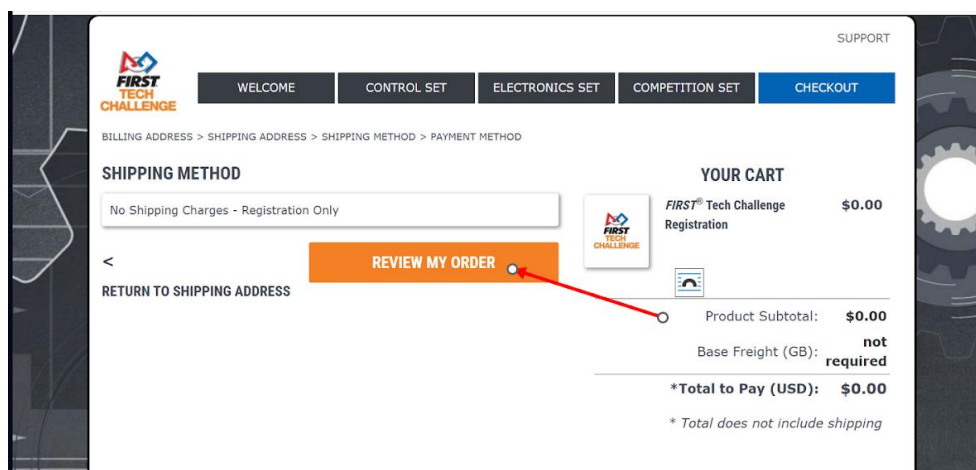 SUPPORT
FIRST
TECH
CHALLENGE
WELCOME
CONTROL SET
ELECTRONICS SET
COMPETITION SET
CHECKOUT
BILLING ADDRESS > SHIPPING ADDRESS > SHIPPING METHOD > PAYMENT METHOD
SHIPPING METHOD
No Shipping Charges - Registration Only
<
REVIEW MY ORDER
RETURN TO SHIPPING ADDRESS
YOUR CART
FIRST
TECH
CHALLENGE
FIRST® Tech Challenge $0.00
Registration
Product Subtotal: $0.00
Base Freight (GB): not
required
*Total to Pay (USD): $0.00
* Total does not include shipping